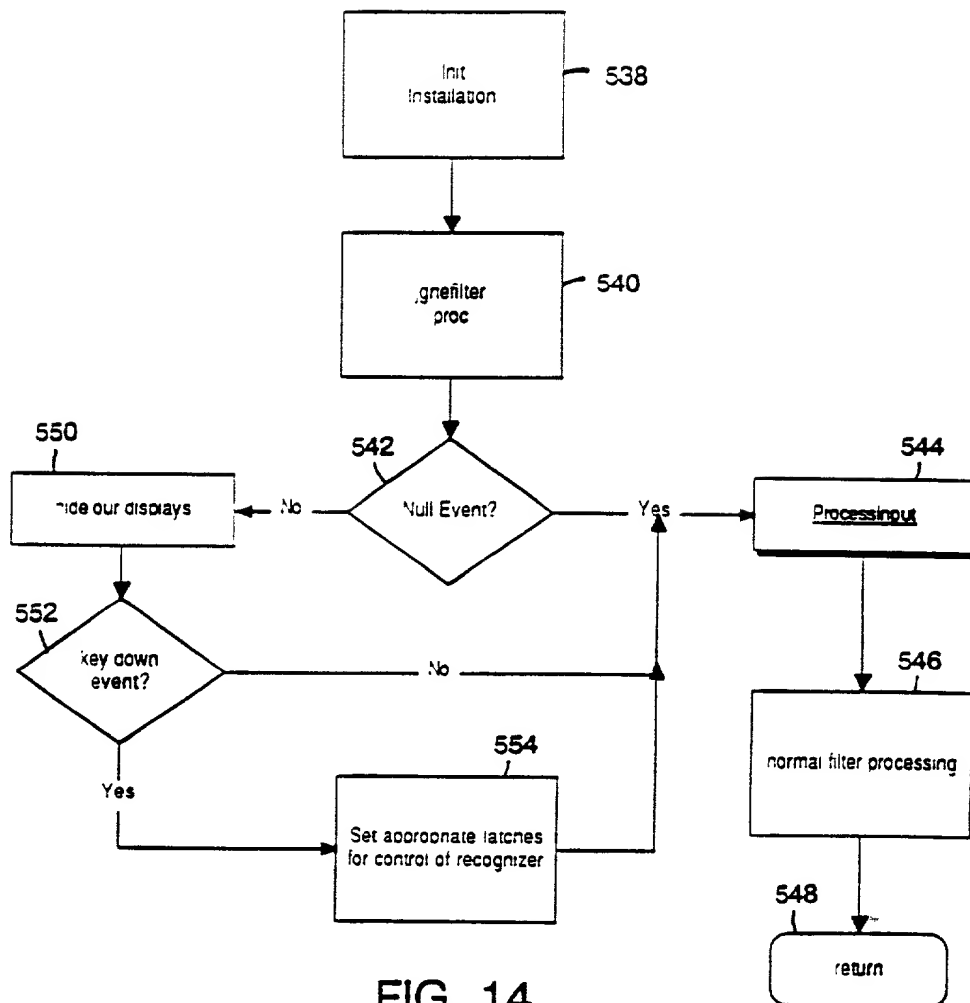 Init
Installation
538
jgnefilter
proc
540
542
Null Event?
No
Yes
550
hide our displays
544
Processinput
552
key down
event?
No
Yes
546
normal filter processing
554
Set appropriate latches
for control of recognizer
548
return
FIG. 14